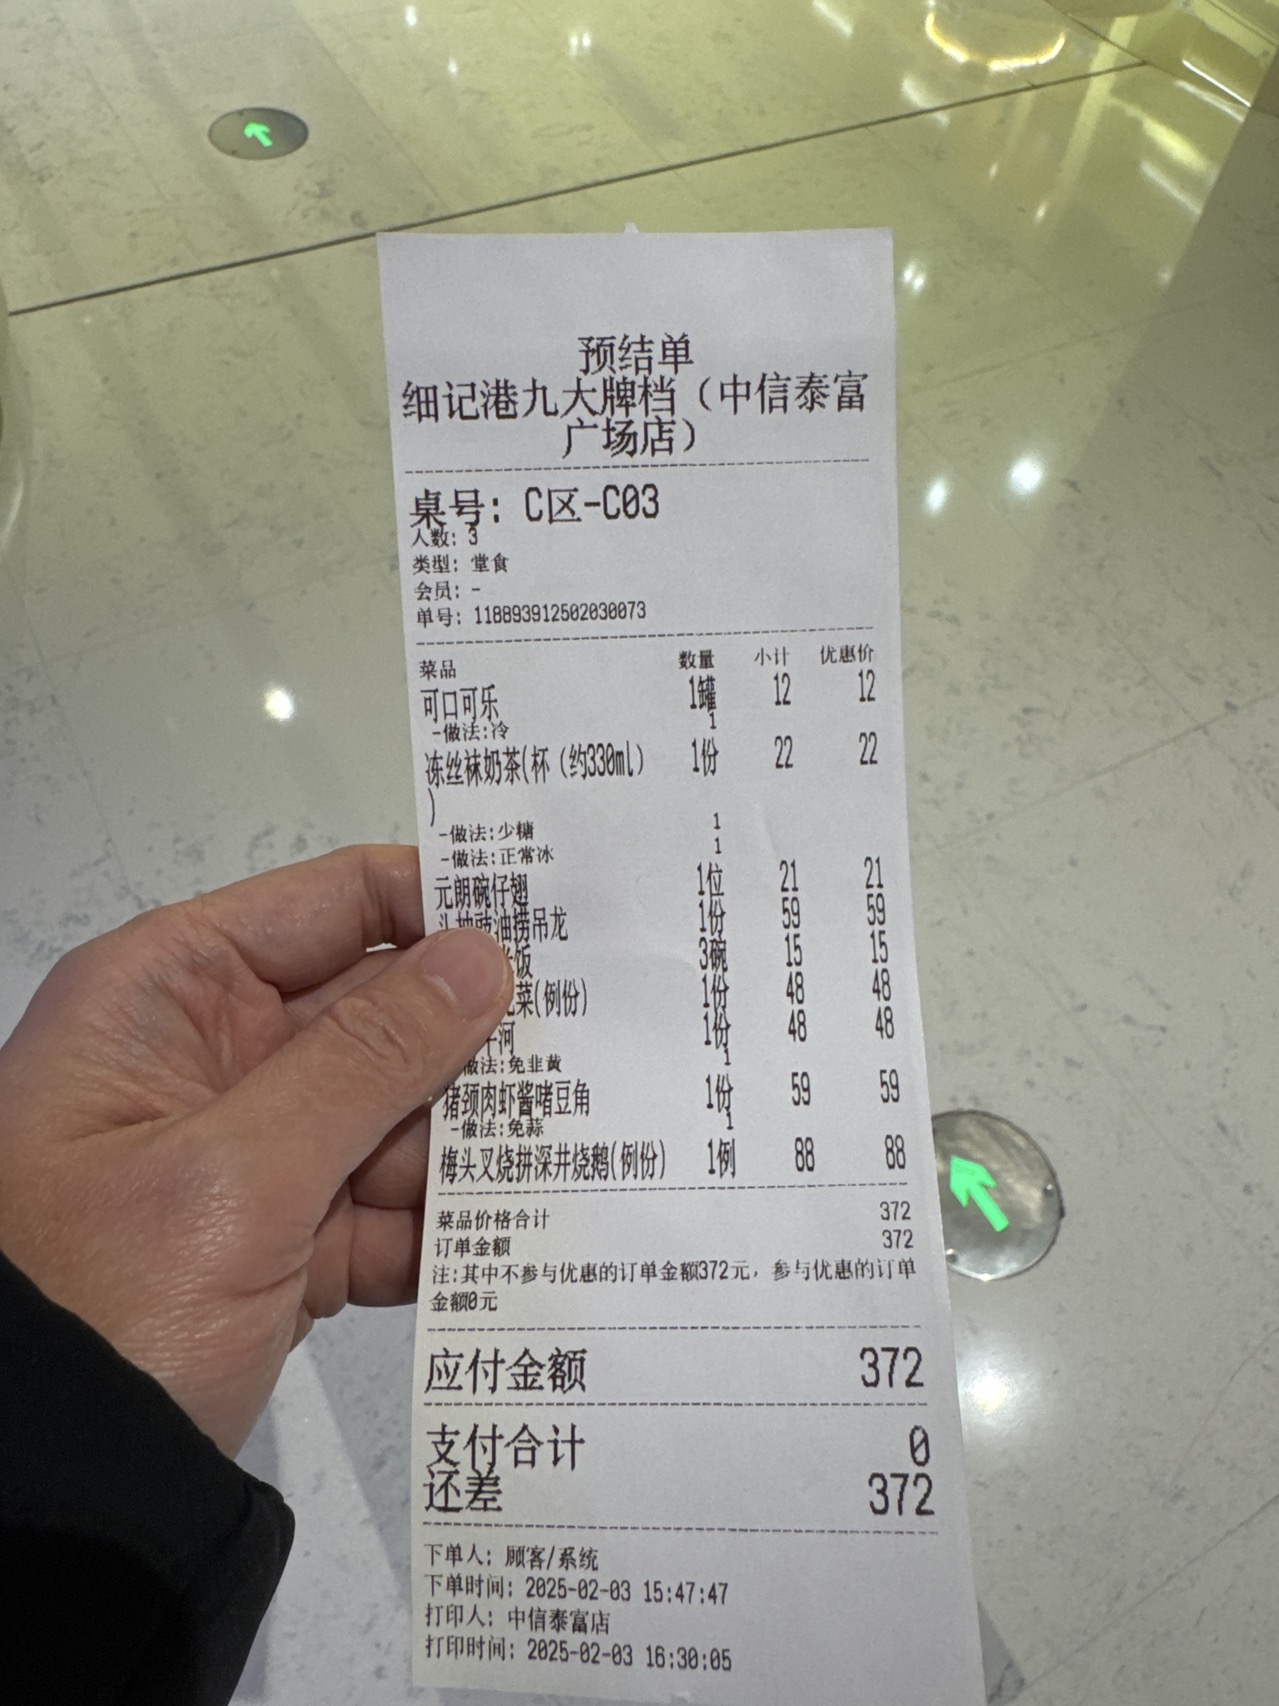 预结单
细记港九大牌档（中信泰富
广场店）
桌号: C区-C03
人数: 3
类型: 堂食
会员: -
单号: 118893912502030073
菜品 数量 小计 优惠价
可口可乐 1罐 12 12
-做法:冷 1
冻丝袜奶茶(杯（约330ml） 1份 22 22
)
-做法:少糖 1
-做法:正常冰 1
元朗碗仔翅 1位 21 21
油捞吊龙 1份 59 59
饭 3碗 15 15
菜(例份) 1份 48 48
河 1份 48 48
做法:免韭黄 1
猪颈肉虾酱啫豆角 1份 59 59
-做法:免蒜 1
梅头叉烧拼深井烧鹅(例份) 1例 88 88
菜品价格合计 372
订单金额 372
注:其中不参与优惠的订单金额372元，参与优惠的订单
金额0元
应付金额 372
支付合计 0
还差 372
下单人: 顾客/系统
下单时间: 2025-02-03 15:47:47
打印人: 中信泰富店
打印时间: 2025-02-03 16:30:05